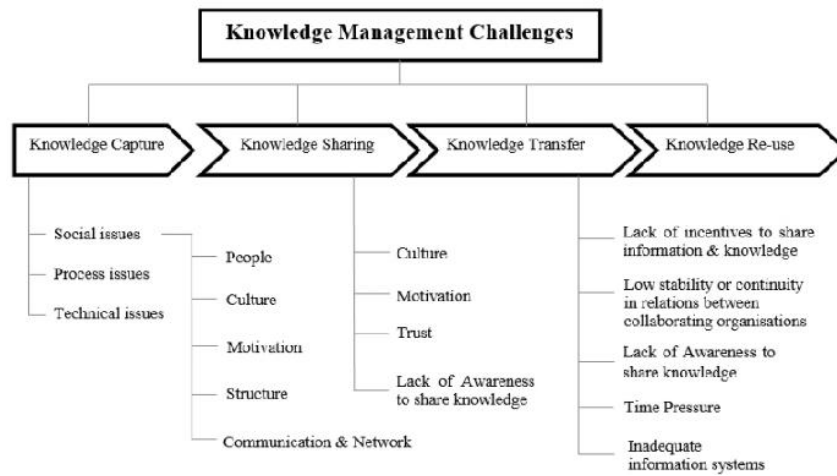 Knowledge Management Challenges
Knowledge Capture
Knowledge Sharing
Knowledge Transfer
Knowledge Re-use
Social issues
Process issues
Technical issues
People
Culture
Motivation
Structure
Communication & Network
Culture
Motivation
Trust
Lack of Awareness
to share knowledge
Lack of incentives to share
information & knowledge
Low stability or continuity
in relations between
collaborating organisations
Lack of Awareness to
share knowledge
Time Pressure
Inadequate
information systems